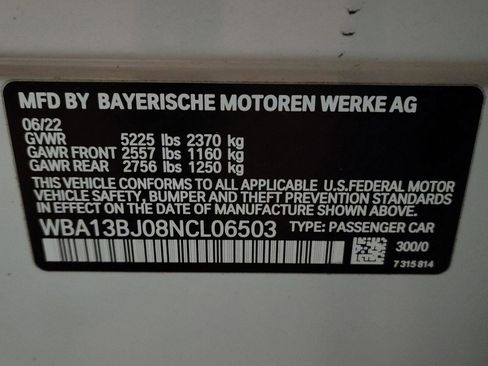 MFD BY BAYERISCHE MOTOREN WERKE AG
06/22
GVWR 5225 lbs 2370 kg
GAWR FRONT 2557 lbs 1160 kg
GAWR REAR 2756 lbs 1250 kg
THIS VEHICLE CONFORMS TO ALL APPLICABLE U.S.FEDERAL MOTOR
VEHICLE SAFETY, BUMPER AND THEFT PREVENTION STANDARDS
IN EFFECT ON THE DATE OF MANUFACTURE SHOWN ABOVE.
WBA13BJ08NCL06503 TYPE: PASSENGER CAR
300/0
7 315 814